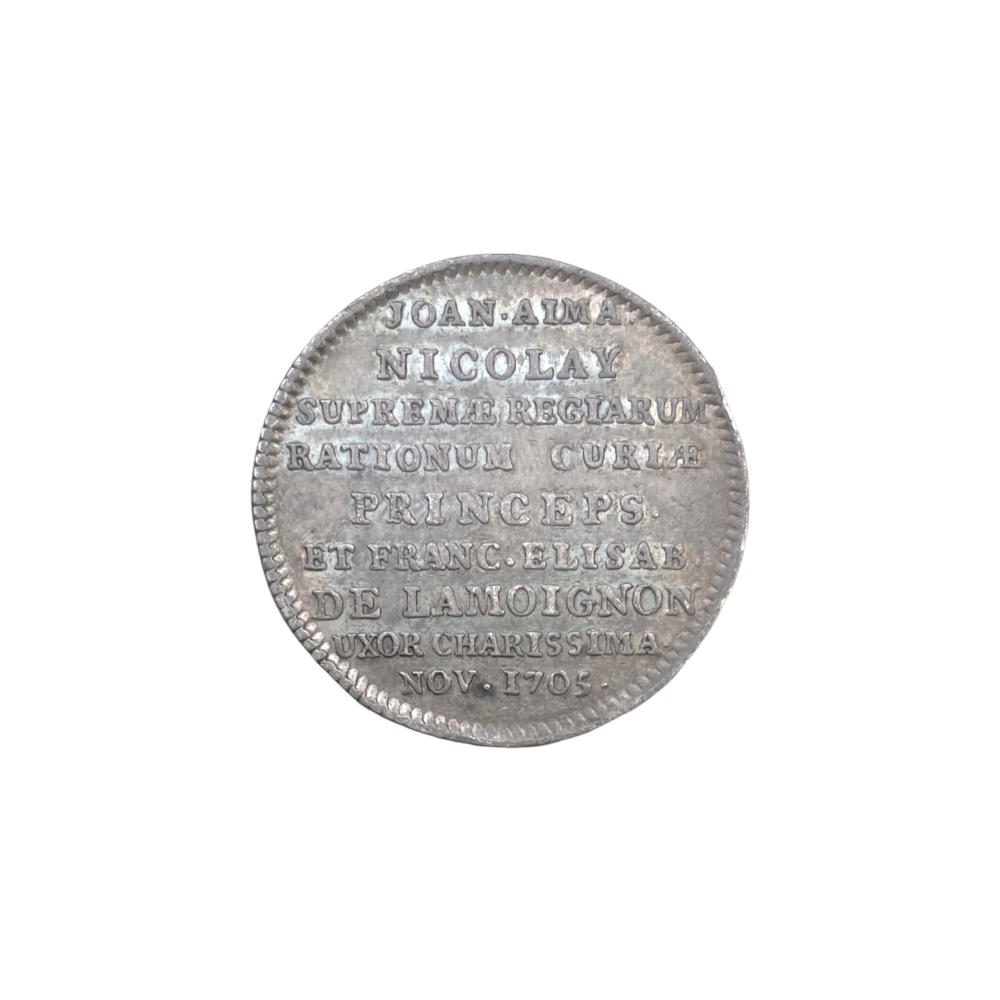 JOAN·AIMA·
NICOLAY
SUPREMÆ REGIARUM
RATIONUM CURIÆ
PRINCEPS·
ET FRANC·ELISAB·
DE LAMOIGNON
UXOR CHARISSIMA·
NOV·1705·